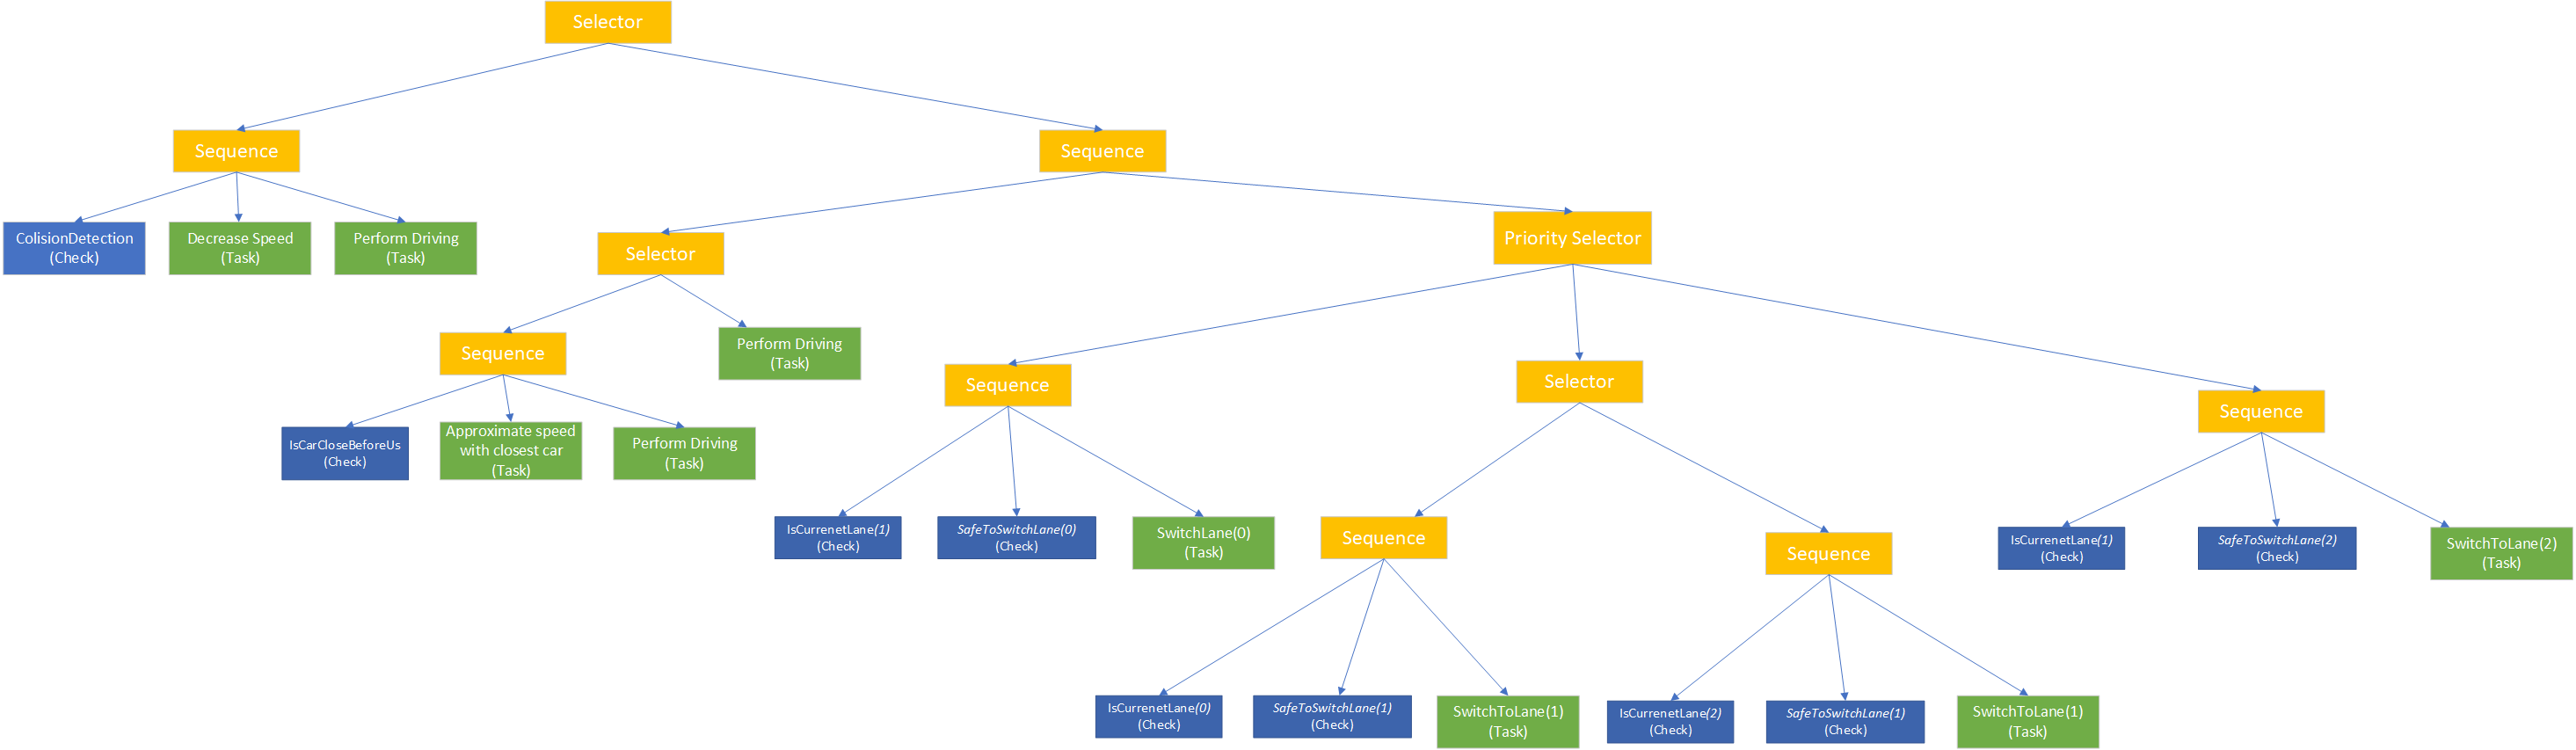 Selector
Sequence
Sequence
ColisionDetection
(Check)
Decrease Speed
(Task)
Perform Driving
(Task)
Selector
Priority Selector
Sequence
Perform Driving
(Task)
IsCarCloseBeforeUs
(Check)
Approximate speed
with closest car
(Task)
Perform Driving
(Task)
Sequence
Selector
Sequence
IsCurrenetLane(1)
(Check)
SafeToSwitchLane(0)
(Check)
SwitchLane(0)
(Task)
Sequence
Sequence
IsCurrenetLane(1)
(Check)
SafeToSwitchLane(2)
(Check)
SwitchToLane(2)
(Task)
IsCurrenetLane(0)
(Check)
SafeToSwitchLane(1)
(Check)
SwitchToLane(1)
(Task)
IsCurrenetLane(2)
(Check)
SafeToSwitchLane(1)
(Check)
SwitchToLane(1)
(Task)